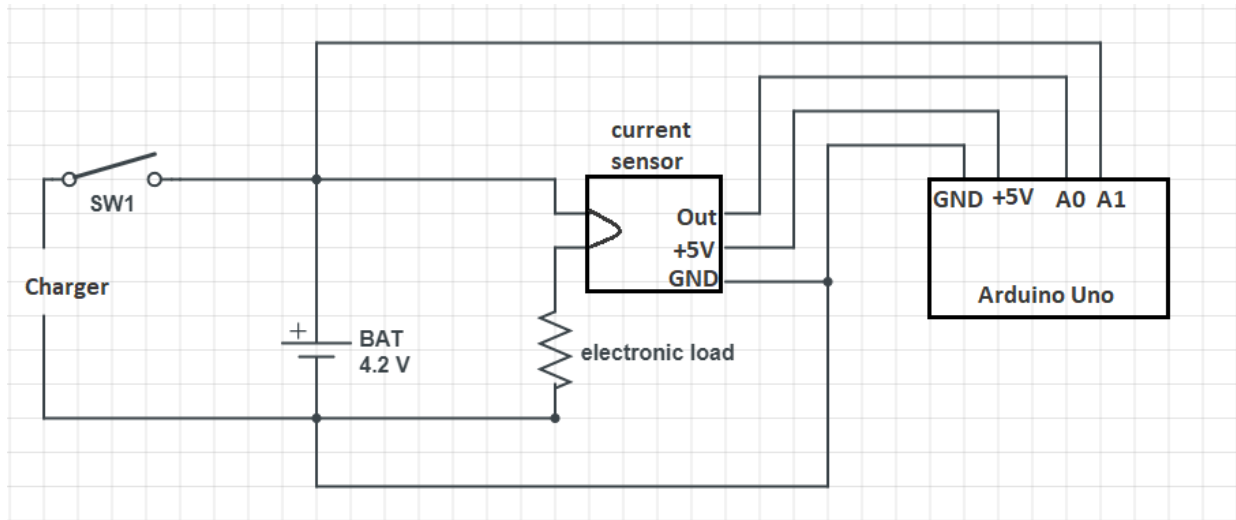 current
sensor
SW1
Out
+5V
GND
GND +5V A0 A1
Arduino Uno
Charger
+
BAT
4.2 V
electronic load